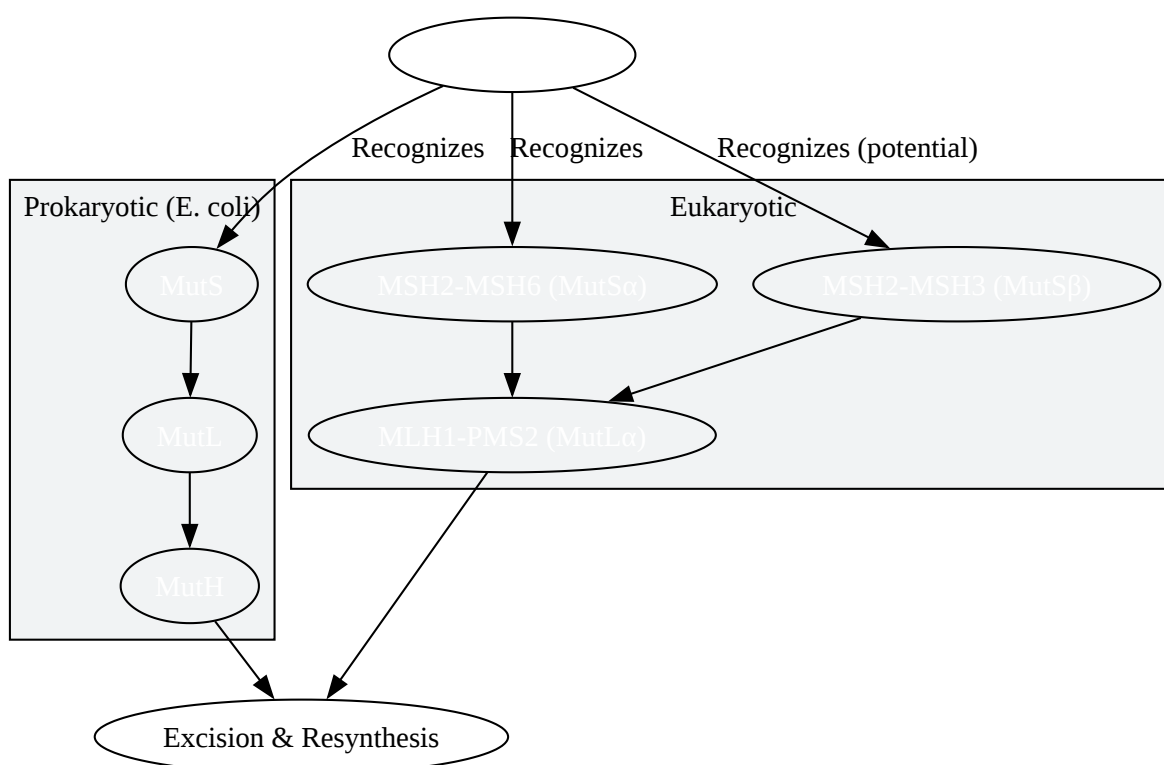 Recognizes
Recognizes
Recognizes (potential)
Prokaryotic (E. coli)
Eukaryotic
MutS
MSH2-MSH6 (MutSα)
MSH2-MSH3 (MutSβ)
MutL
MLH1-PMS2 (MutLα)
MutH
Excision & Resynthesis